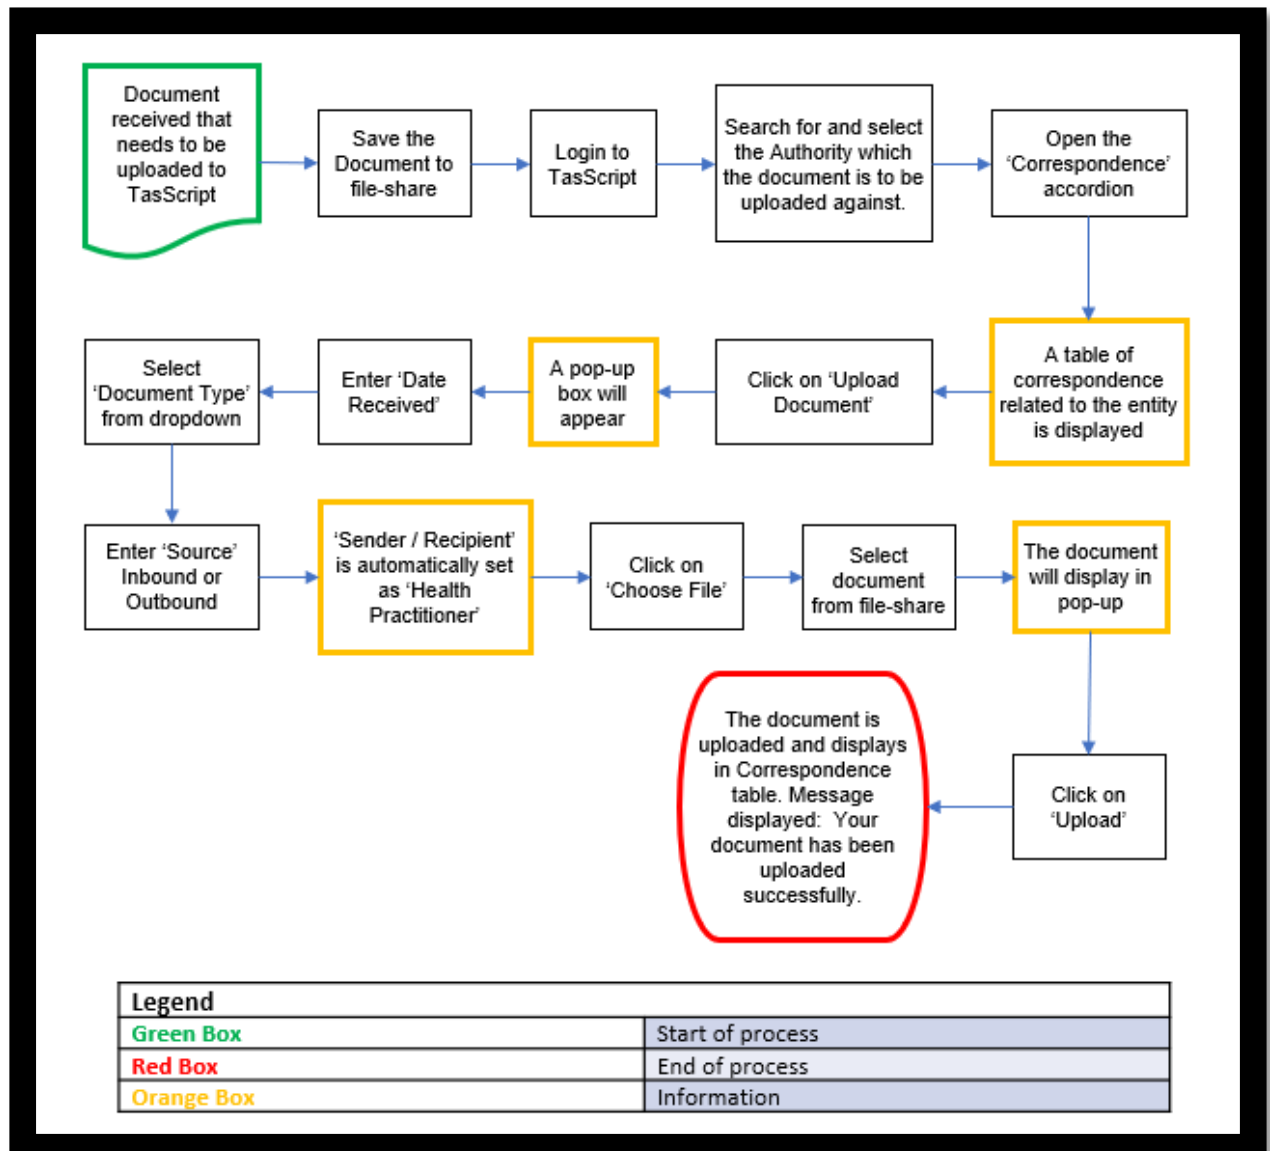 Document
received that
needs to be
uploaded to
TasScript
Save the
Document to
file-share
Login to
TasScript
Search for and select
the Authority which
the document is to be
uploaded against.
Open the
‘Correspondence’
accordion
A table of
correspondence
related to the entity
is displayed
Click on ‘Upload
Document’
A pop-up
box will
appear
Enter ‘Date
Received’
Select
‘Document Type’
from dropdown
Enter ‘Source’
Inbound or
Outbound
‘Sender / Recipient’
is automatically set
as ‘Health
Practitioner’
Click on
‘Choose File’
Select
document
from file-share
The document
will display in
pop-up
Click on
‘Upload’
The document is
uploaded and displays
in Correspondence
table. Message
displayed:  Your
document has been
uploaded
successfully.
Legend
Green Box Start of process
Red Box End of process
Orange Box Information